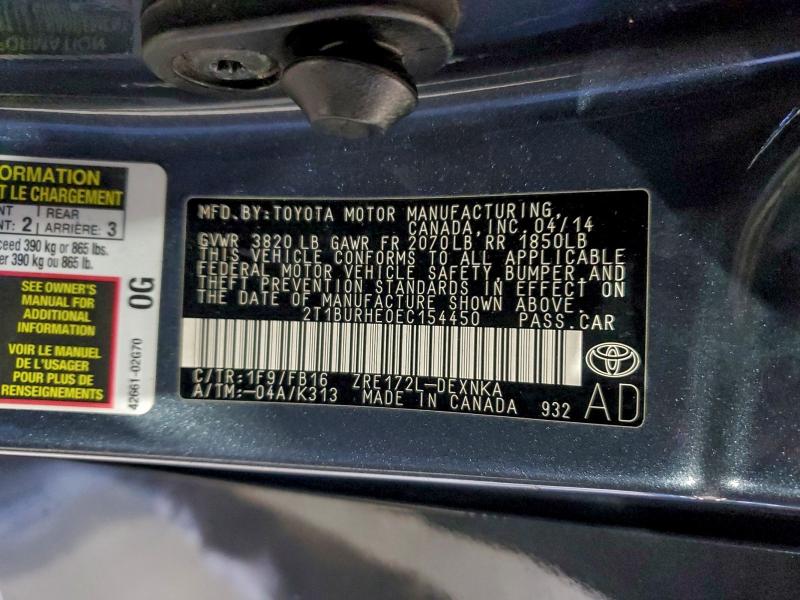 ORMATION
ORMATION
T LE CHARGEMENT
NT REAR
NT: 2 ARRIÈRE: 3
ceed 390 kg or 865 lbs.
er 390 kg ou 865 lb.
SEE OWNER'S
MANUAL FOR
ADDITIONAL
INFORMATION
VOIR LE MANUEL
DE L'USAGER
POUR PLUS DE
RENSEIGNEMENTS
0G
42661-02G70
MFD. BY: TOYOTA MOTOR MANUFACTURING,
CANADA, INC. 04/14
GVWR 3820 LB GAWR FR 2070LB, RR 1850LB
THIS VEHICLE CONFORMS TO ALL APPLICABLE
FEDERAL MOTOR VEHICLE SAFETY, BUMPER, AND
THEFT PREVENTION STANDARDS IN EFFECT ON
THE DATE OF MANUFACTURE SHOWN ABOVE.
2T1BURHE0EC154450 PASS.CAR
C/TR:1F9/FB16 ZRE172L-DEXNKA
A/TM:-04A/K313 MADE IN CANADA 932 AD